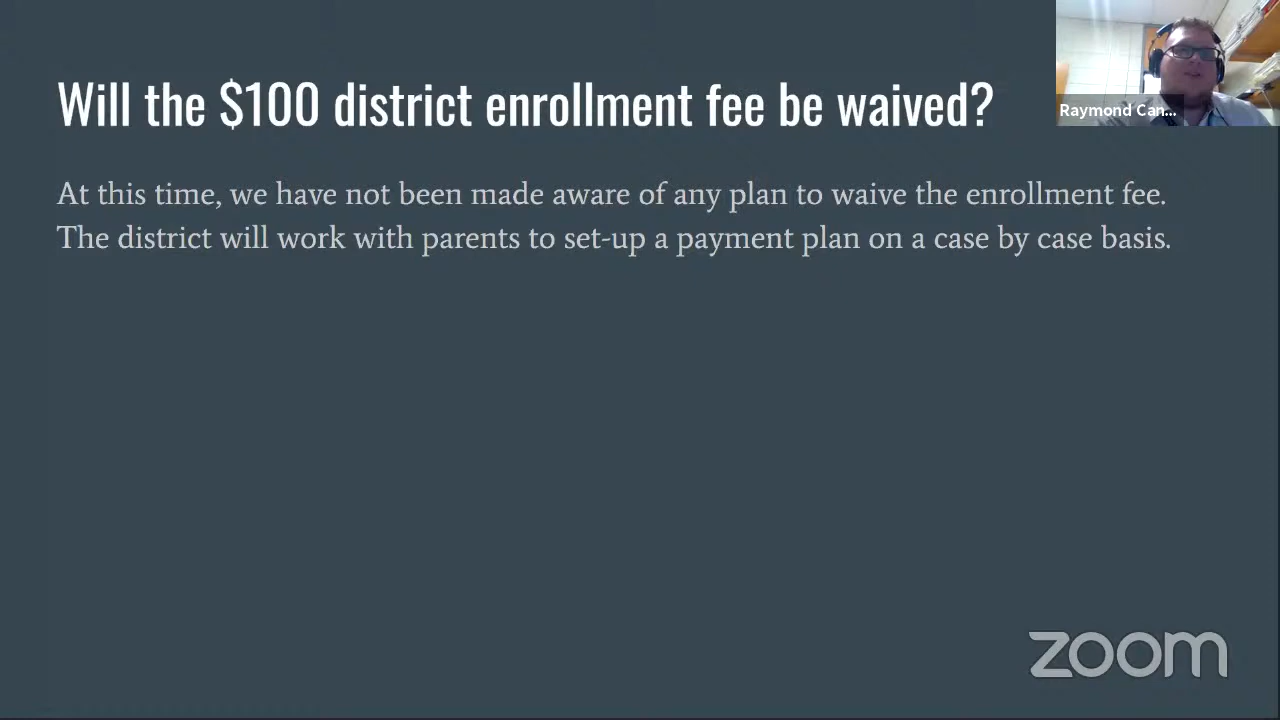 Will the $100 district enrollment fee be waived?
Raymond Can...
At this time, we have not been made aware of any plan to waive the enrollment fee.
The district will work with parents to set-up a payment plan on a case by case basis.
zoom